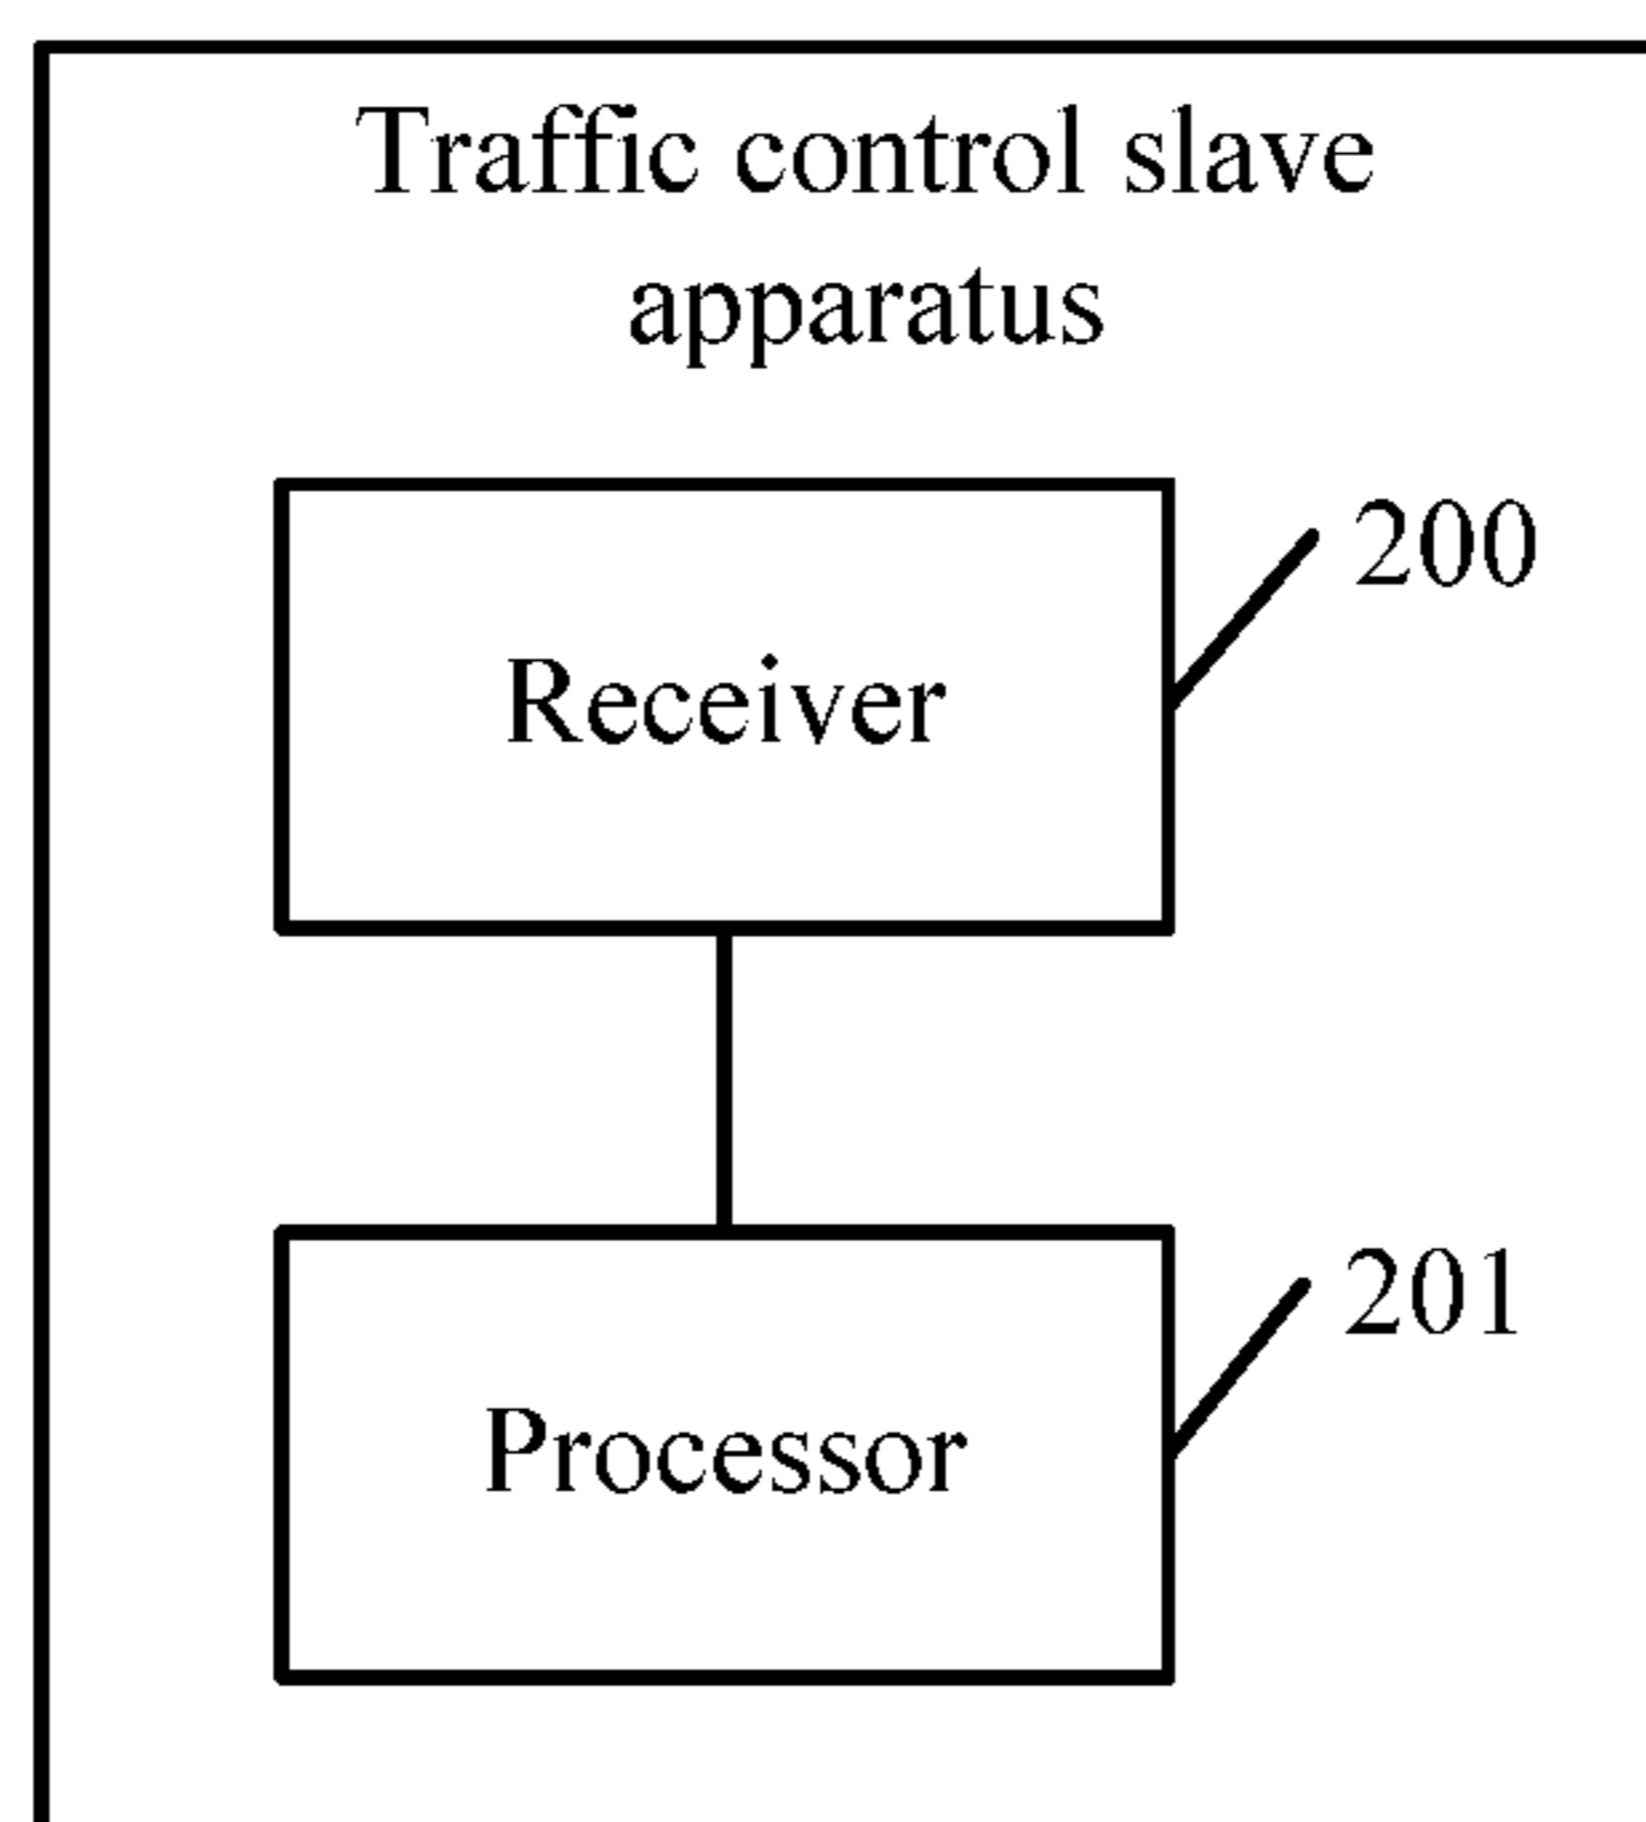 Traffic control slave
apparatus
200
Receiver
201
Processor